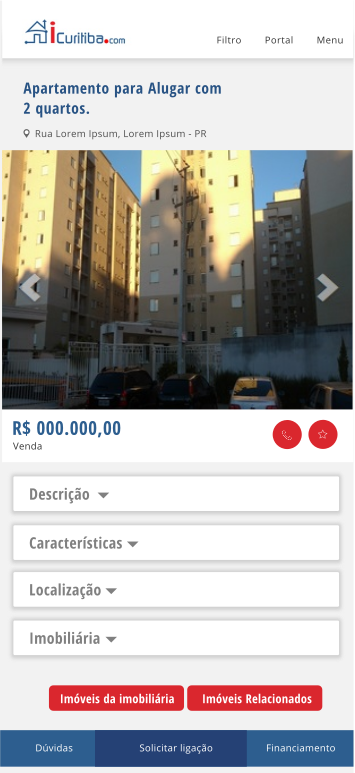 iCuritiba.com
Filtro Portal Menu
Apartamento para Alugar com
2 quartos.
Rua Lorem Ipsum, Lorem Ipsum - PR
R$ 000.000,00
Venda
Descrição
Características
Localização
Imobiliária
Imóveis da imobiliária Imóveis Relacionados
Dúvidas Solicitar ligação Financiamento